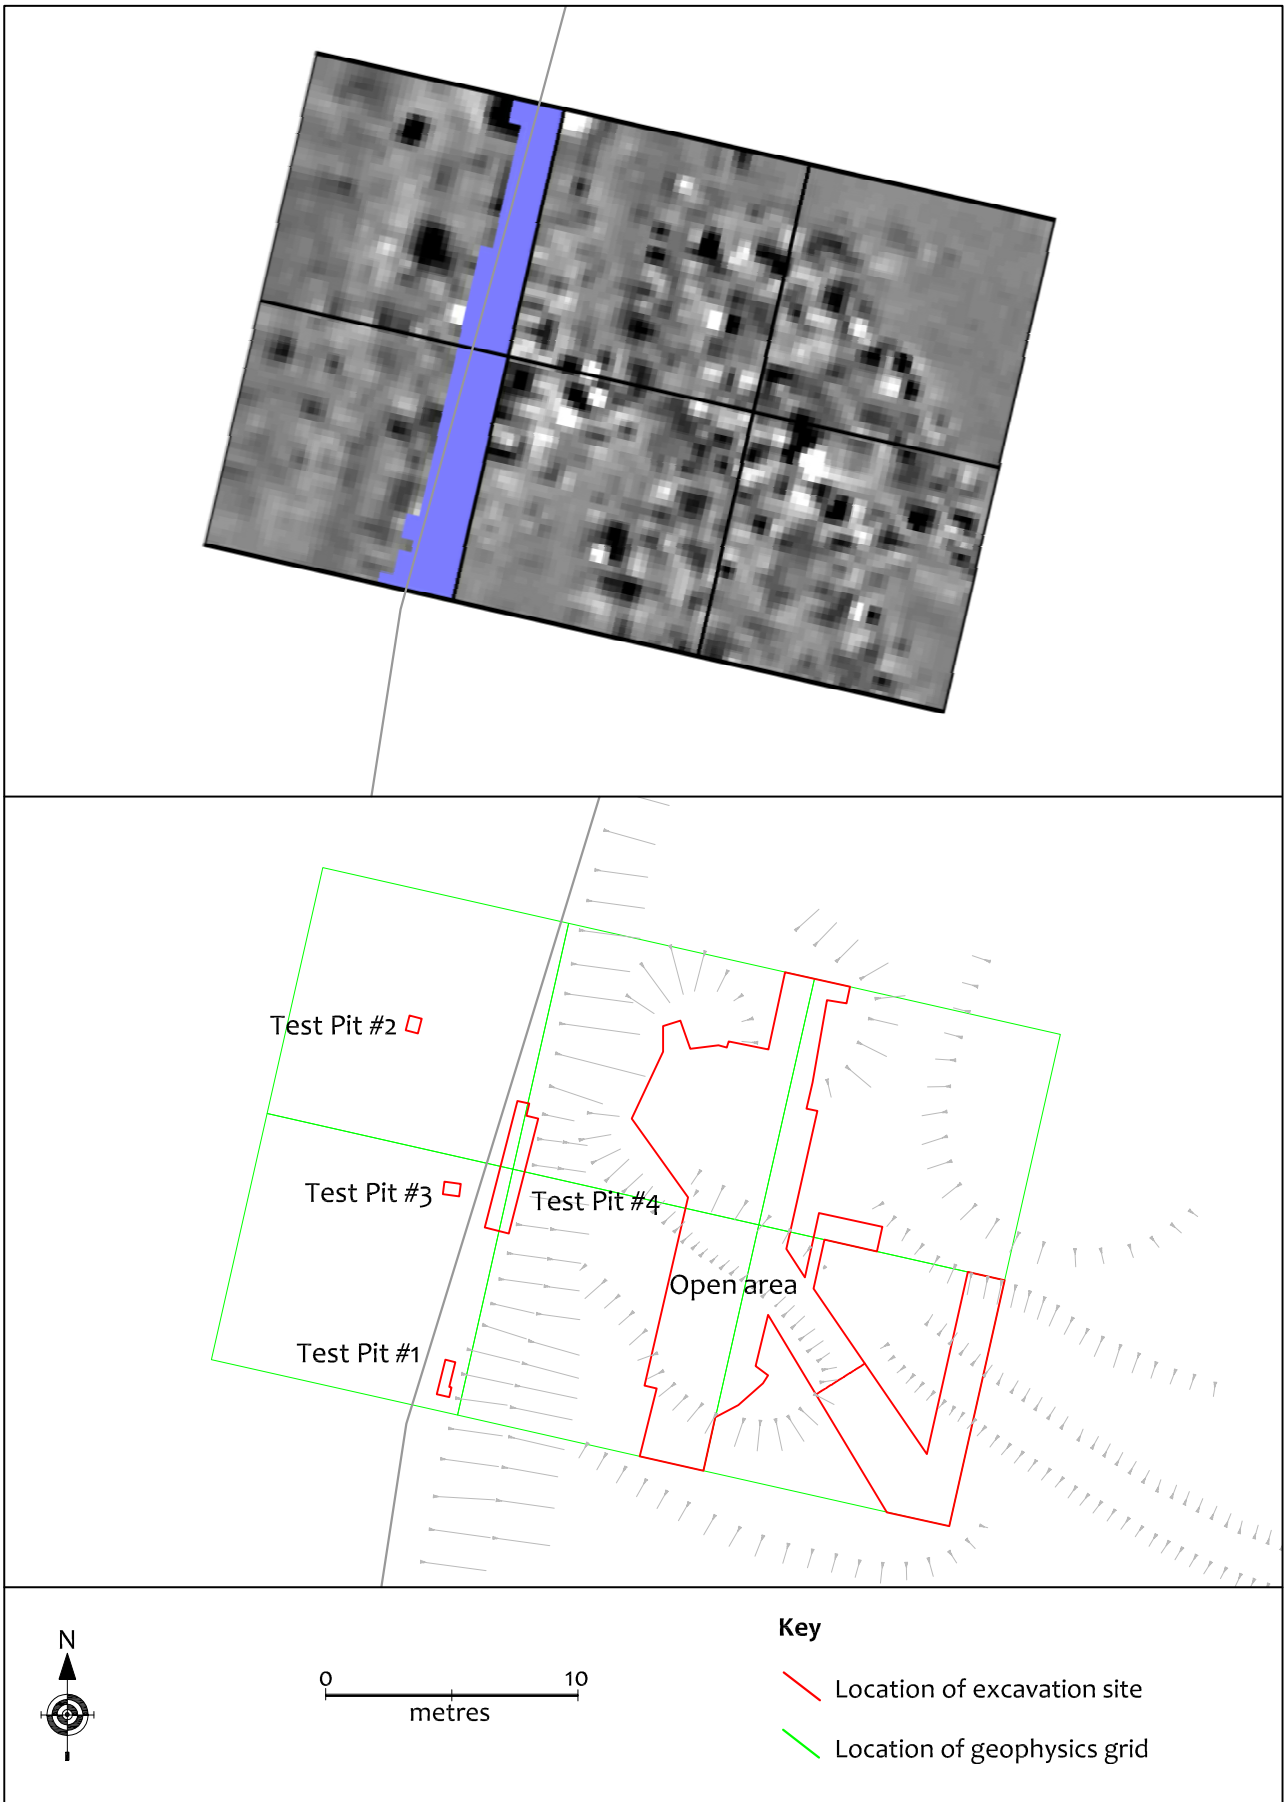 Test Pit #2
Test Pit #3
Test Pit #4
Open area
Test Pit #1
N
0 10
metres
Key
Location of excavation site
Location of geophysics grid